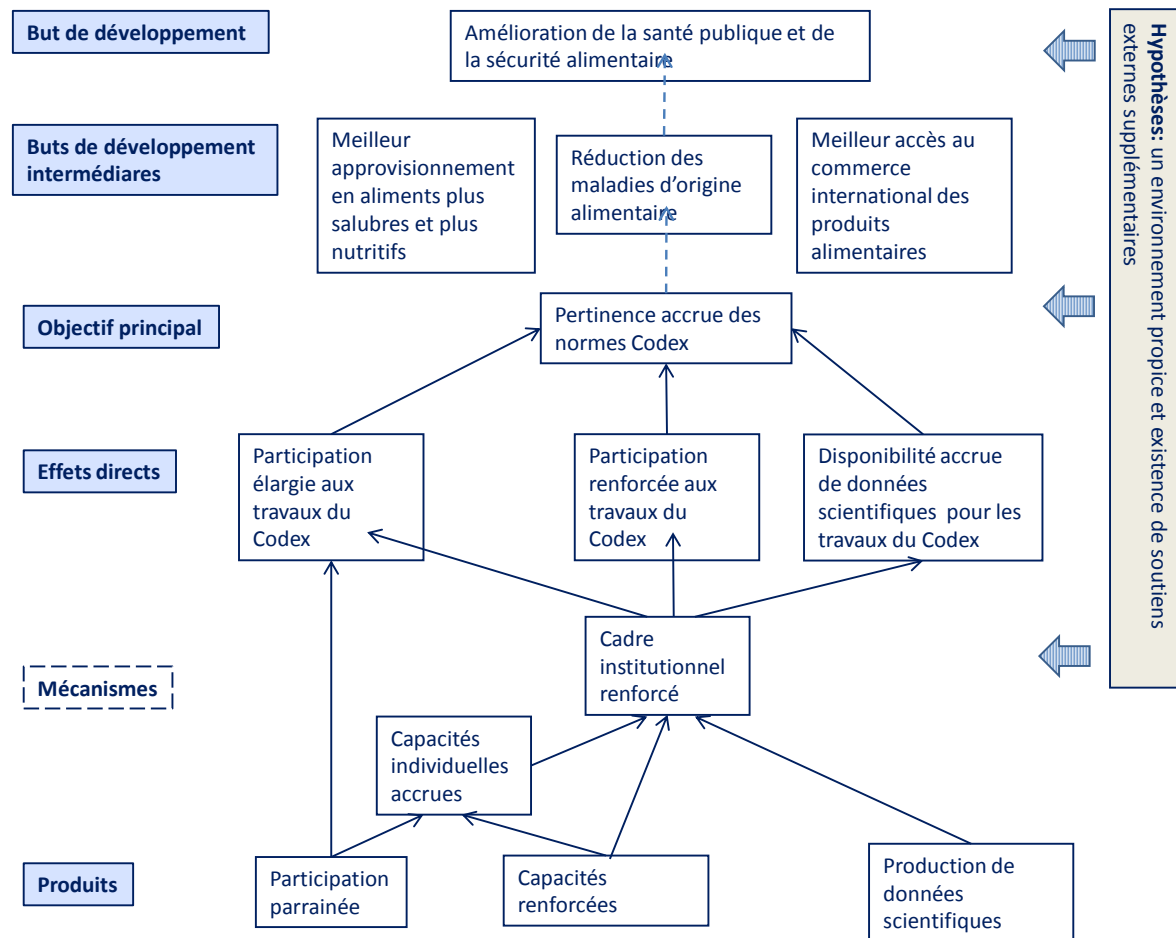 But de développement
Amélioration de la santé publique et de
la sécurité alimentaire
Buts de développement
intermédiares
Meilleur
approvisionnement
en aliments plus
salubres et plus
nutritifs
Réduction des
maladies d'origine
alimentaire
Meilleur accès au
commerce
international des
produits
alimentaires
Objectif principal
Pertinence accrue des
normes Codex
Effets directs
Participation
élargie aux
travaux du
Codex
Participation
renforcée aux
travaux du
Codex
Disponibilité accrue
de données
scientifiques pour les
travaux du Codex
Cadre
institutionnel
renforcé
Mécanismes
Capacités
individuelles
accrues
Produits
Participation
parrainée
Capacités
renforcées
Production de
données
scientifiques
Hypothèses: un environnement propice et existence de soutiens
externes supplémentaires